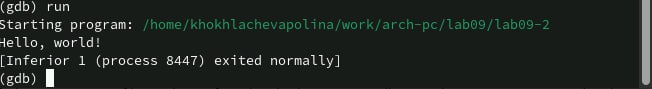 (gdb) run
Starting program: /home/khokhlachevapolina/work/arch-pc/lab09/lab09-2
Hello, world!
[Inferior 1 (process 8447) exited normally]
(gdb)